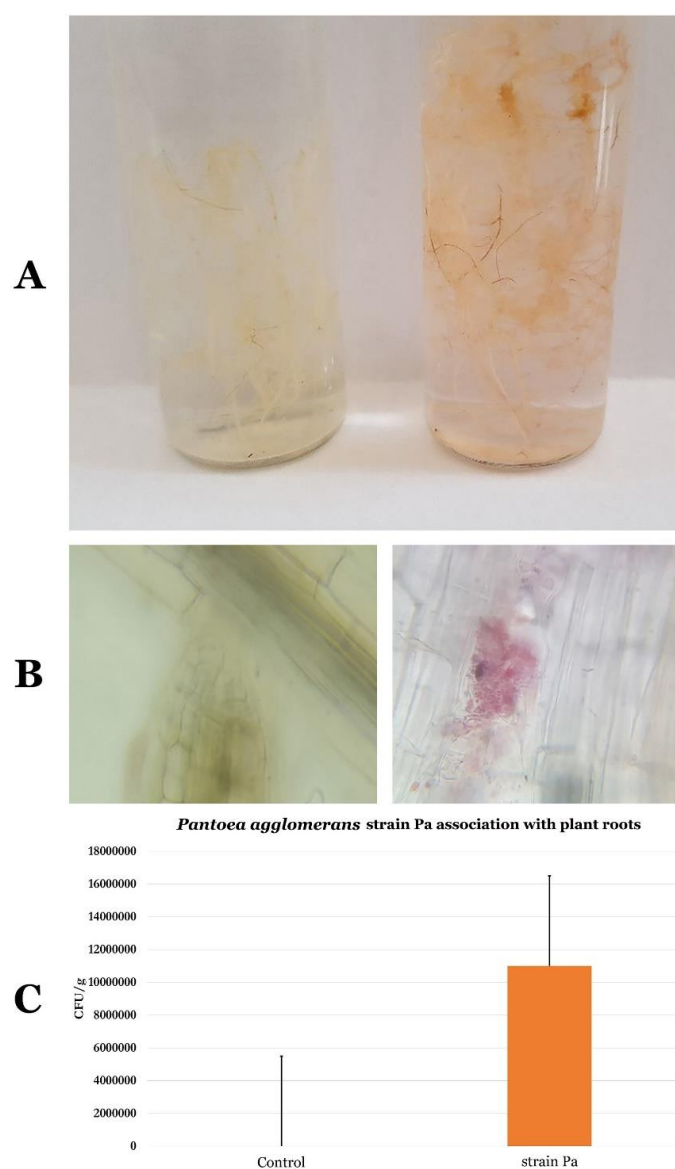 A
B
Pantoea agglomerans strain Pa association with plant roots
C
CFU/g
18000000
16000000
14000000
12000000
10000000
8000000
6000000
4000000
2000000
0
Control
strain Pa